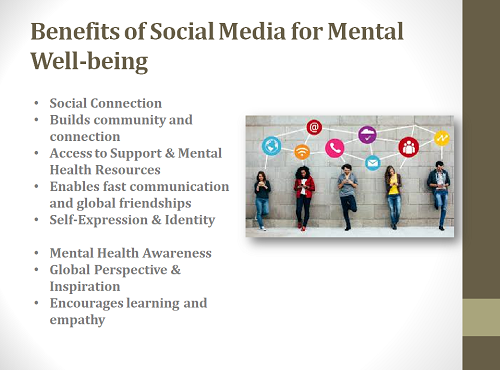 Benefits of Social Media for Mental
Well-being
• Social Connection
• Builds community and
connection
• Access to Support & Mental
Health Resources
• Enables fast communication
and global friendships
• Self-Expression & Identity
• Mental Health Awareness
• Global Perspective &
Inspiration
• Encourages learning and
empathy
@